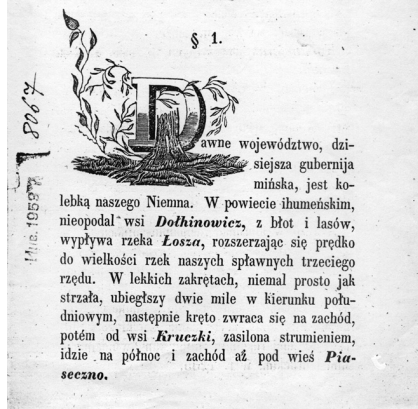 § 1.
Dawne województwo, dzi-
siejsza gubernija
mińska, jest ko-
lebką naszego Niemna. W powiecie ihumeńskim,
nieopodal wsi Dołhinowicz, z błot i lasów,
wypływa rzeka Łosza, rozszerzając się prędko
do wielkości rzek naszych spławnych trzeciego
rzędu. W lekkich zakrętach, niemal prosto jak
strzała, ubiegłszy dwie mile w kierunku połu-
dniowym, następnie kręto zwraca się na zachód,
potém od wsi Kruczki, zasilona strumieniem,
idzie na północ i zachód aż pod wieś Pia-
seczno.
8067
1959